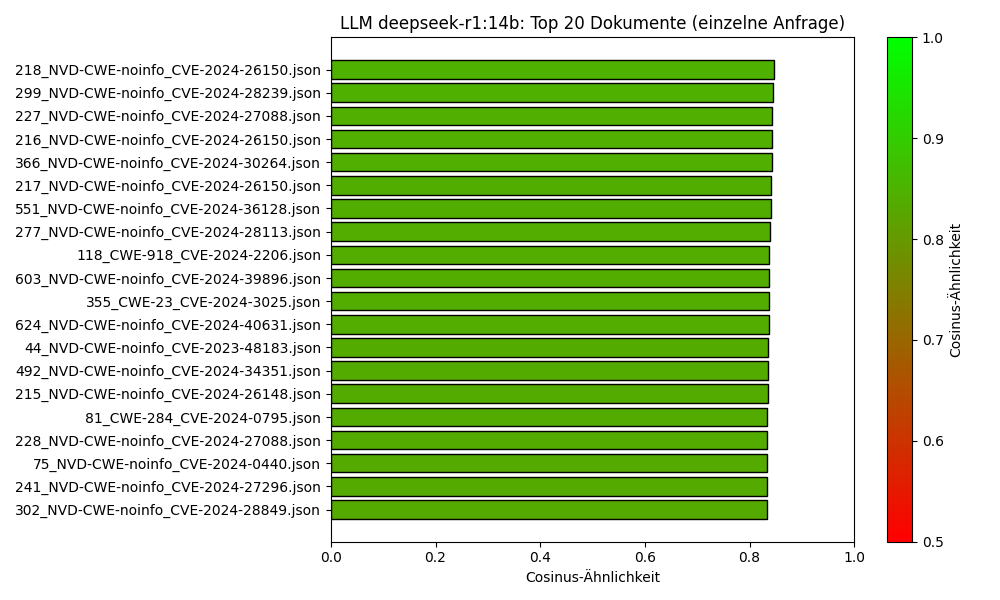 LLM deepseek-r1:14b: Top 20 Dokumente (einzelne Anfrage)
218_NVD-CWE-noinfo_CVE-2024-26150.json
299_NVD-CWE-noinfo_CVE-2024-28239.json
227_NVD-CWE-noinfo_CVE-2024-27088.json
216_NVD-CWE-noinfo_CVE-2024-26150.json
366_NVD-CWE-noinfo_CVE-2024-30264.json
217_NVD-CWE-noinfo_CVE-2024-26150.json
551_NVD-CWE-noinfo_CVE-2024-36128.json
277_NVD-CWE-noinfo_CVE-2024-28113.json
118_CWE-918_CVE-2024-2206.json
603_NVD-CWE-noinfo_CVE-2024-39896.json
355_CWE-23_CVE-2024-3025.json
624_NVD-CWE-noinfo_CVE-2024-40631.json
44_NVD-CWE-noinfo_CVE-2023-48183.json
492_NVD-CWE-noinfo_CVE-2024-34351.json
215_NVD-CWE-noinfo_CVE-2024-26148.json
81_CWE-284_CVE-2024-0795.json
228_NVD-CWE-noinfo_CVE-2024-27088.json
75_NVD-CWE-noinfo_CVE-2024-0440.json
241_NVD-CWE-noinfo_CVE-2024-27296.json
302_NVD-CWE-noinfo_CVE-2024-28849.json
0.0 0.2 0.4 0.6 0.8 1.0
Cosinus-Ähnlichkeit
1.0
0.9
0.8
0.7
0.6
0.5
Cosinus-Ähnlichkeit